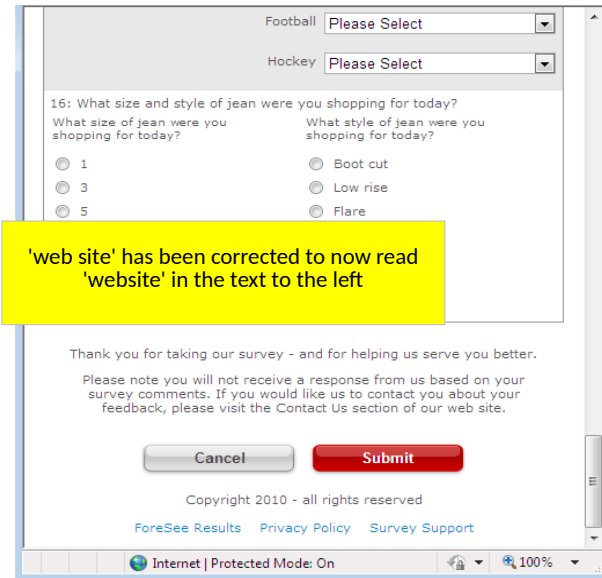 Football Please Select
Hockey Please Select
16: What size and style of jean were you shopping for today?
What size of jean were you
shopping for today?
What style of jean were you
shopping for today?
1
Boot cut
3
Low rise
5
Flare
'web site' has been corrected to now read
'website' in the text to the left
Thank you for taking our survey - and for helping us serve you better.
Please note you will not receive a response from us based on your
survey comments. If you would like us to contact you about your
feedback, please visit the Contact Us section of our web site.
Cancel Submit
Copyright 2010 - all rights reserved
ForeSee Results Privacy Policy Survey Support
Internet | Protected Mode: On 100%